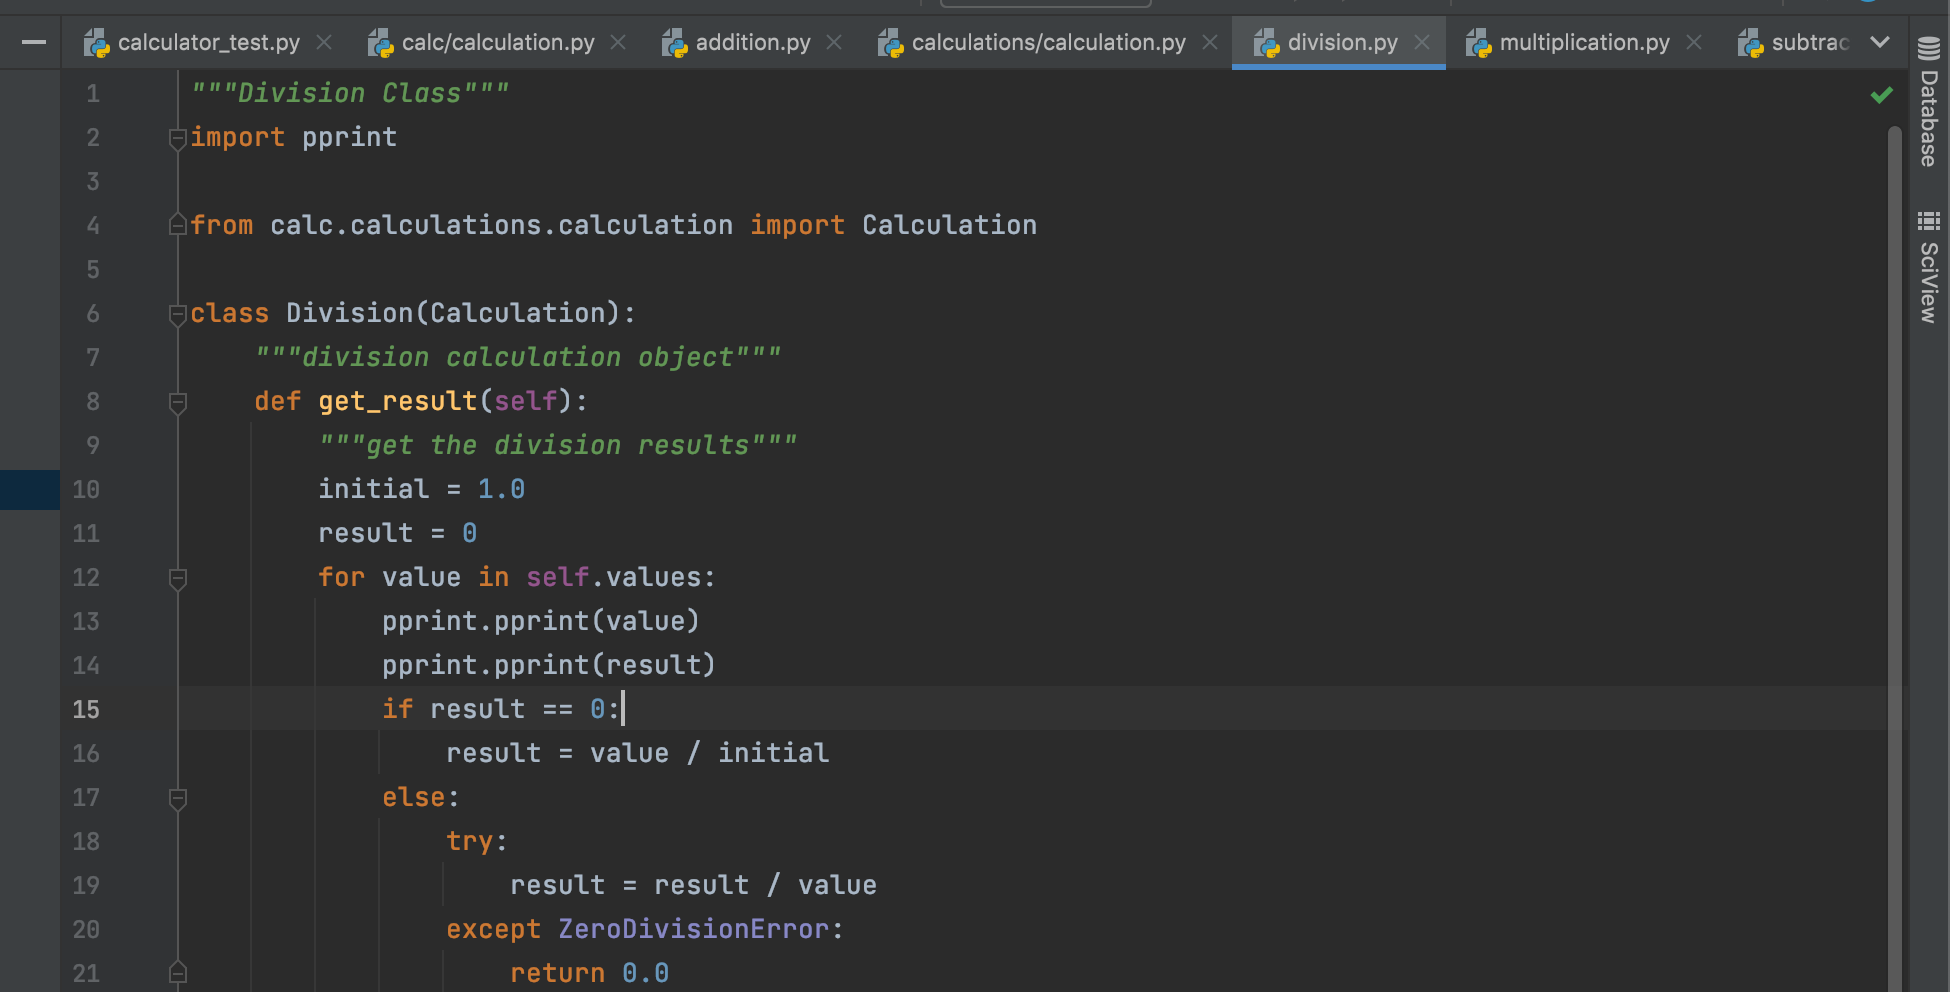 calculator_test.py calc/calculation.py addition.py calculations/calculation.py division.py multiplication.py subtrac
1 """Division Class"""
2 import pprint
3
4 from calc.calculations.calculation import Calculation
5
6 class Division(Calculation):
7     """division calculation object"""
8     def get_result(self):
9         """get the division results"""
10         initial = 1.0
11         result = 0
12         for value in self.values:
13             pprint.pprint(value)
14             pprint.pprint(result)
15             if result == 0:
16                 result = value / initial
17             else:
18                 try:
19                     result = result / value
20                 except ZeroDivisionError:
21                     return 0.0
Database
SciView